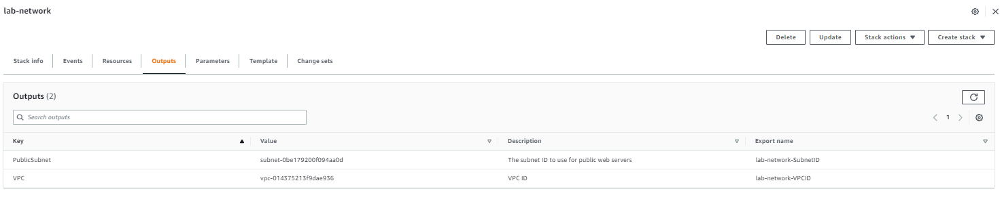 lab-network
Delete Update Stack actions Create stack
Stack info Events Resources Outputs Parameters Template Change sets
Outputs (2)
Search outputs
1
Key Value Description Export name
PublicSubnet subnet-0be179200f094aa0d The subnet ID to use for public web servers lab-network-SubnetID
VPC vpc-014375213f9dae936 VPC ID lab-network-VPCID